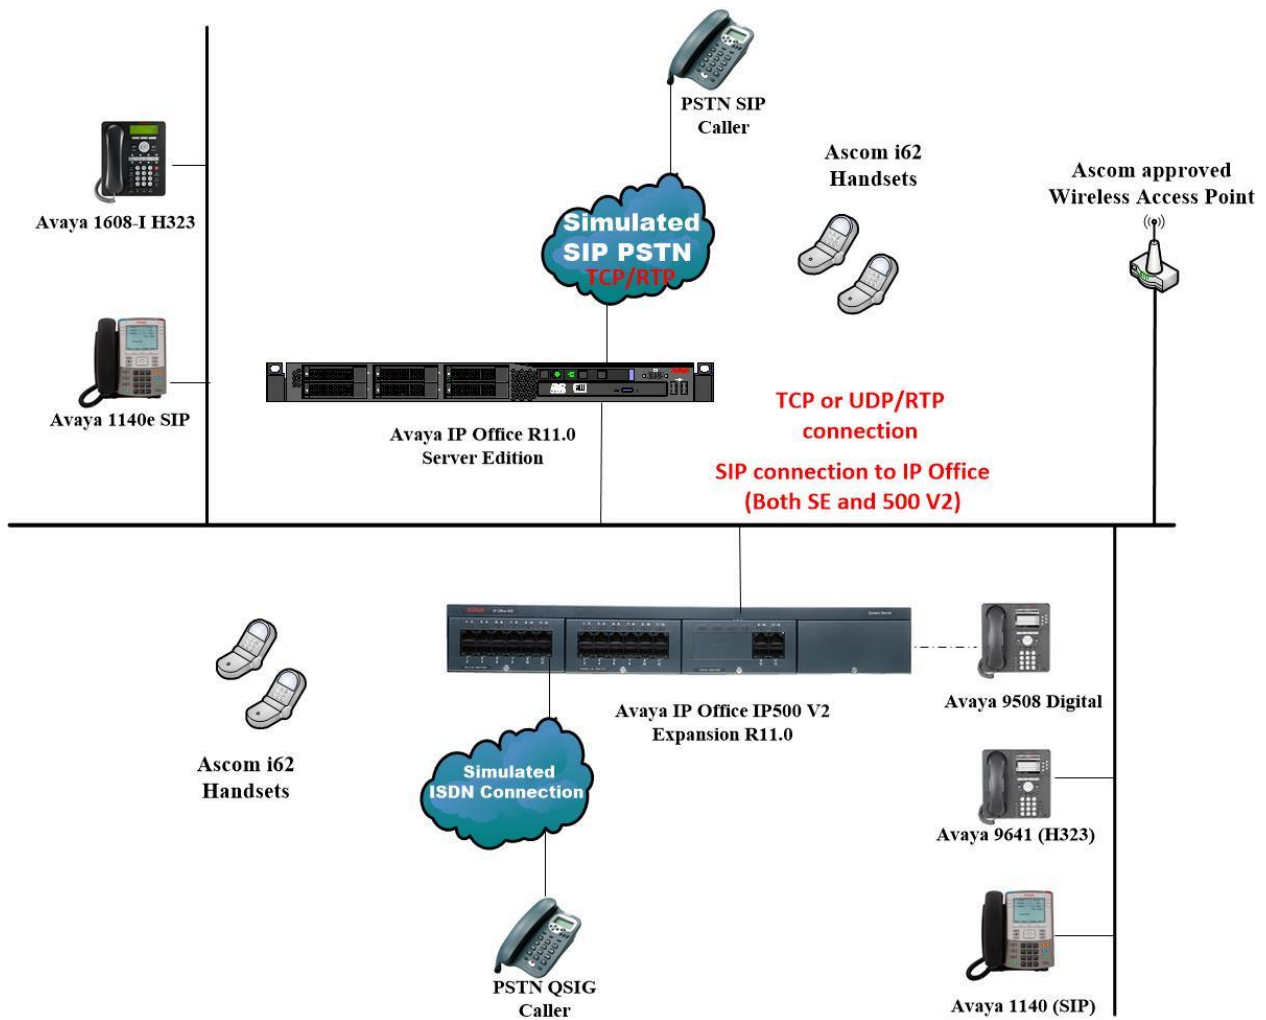 PSTN SIP
Caller
Ascom i62
Handsets
Ascom approved
Wireless Access Point
Avaya 1608-I H323
Simulated
SIP PSTN
TCP/RTP
Avaya 1140e SIP
Avaya IP Office R11.0
Server Edition
TCP or UDP/RTP
connection
SIP connection to IP Office
(Both SE and 500 V2)
Avaya IP Office IP500 V2
Expansion R11.0
Avaya 9508 Digital
Ascom i62
Handsets
Simulated
ISDN Connection
Avaya 9641 (H323)
PSTN QSIG
Caller
Avaya 1140 (SIP)